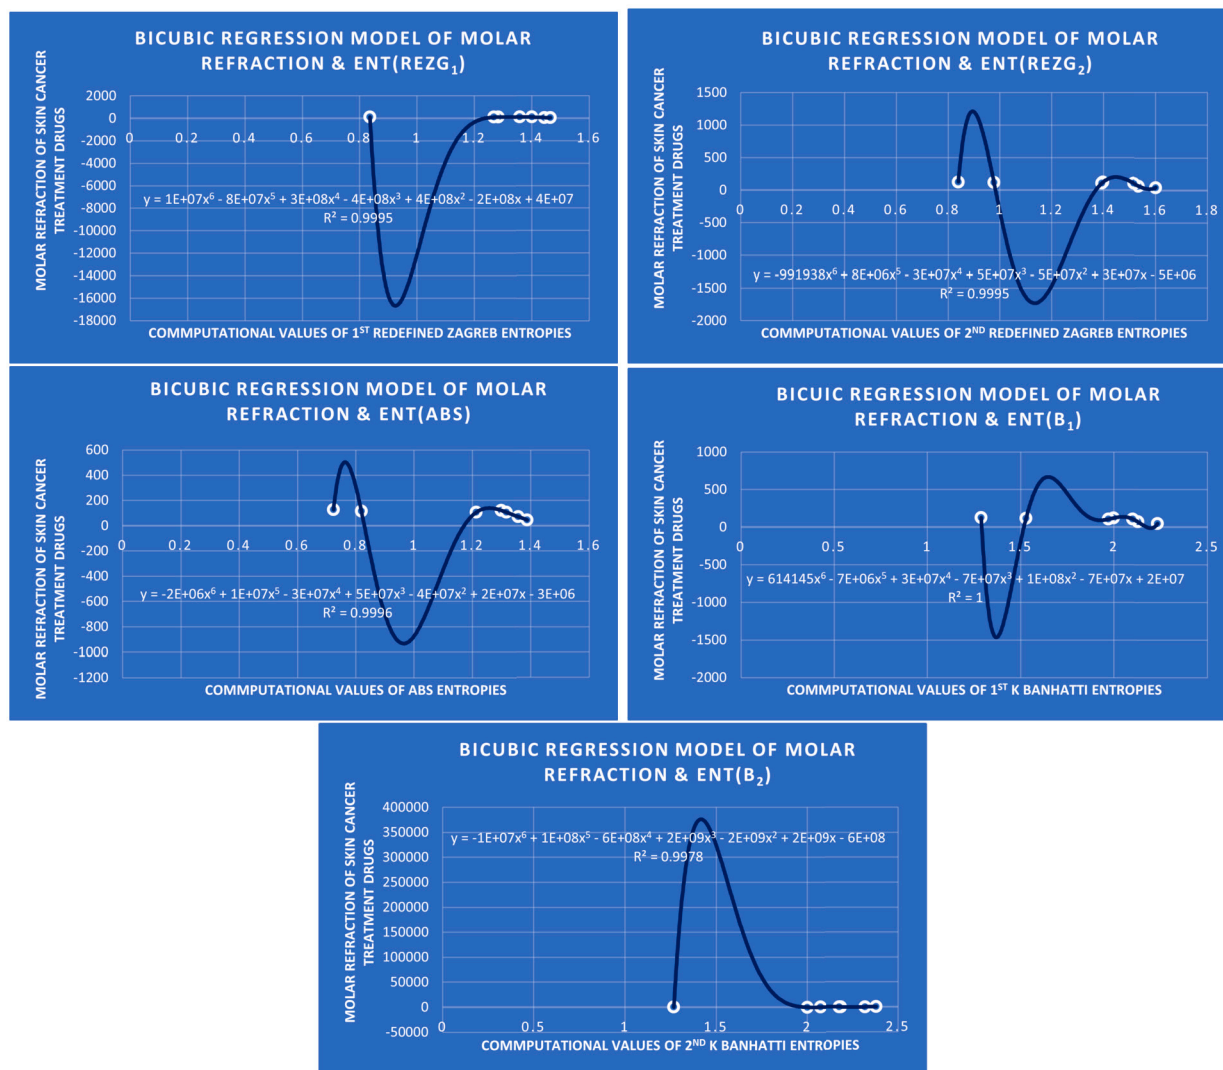 BICUBIC REGRESSION MODEL OF MOLAR
REFRACTION & ENT(REZG₁)
MOLAR REFRACTION OF SKIN CANCER
TREATMENT DRUGS
2000
0
-2000
-4000
-6000
-8000
-10000
-12000
-14000
-16000
-18000
0 0.2 0.4 0.6 0.8 1 1.2 1.4 1.6
y = 1E+07x⁶ - 8E+07x⁵ + 3E+08x⁴ - 4E+08x³ + 4E+08x² - 2E+08x + 4E+07
R² = 0.9995
COMMPUTATIONAL VALUES OF 1ST REDEFINED ZAGREB ENTROPIES
BICUBIC REGRESSION MODEL OF MOLAR
REFRACTION & ENT(REZG₂)
MOLAR REFRACTION OF SKIN CANCER
TREATMENT DRUGS
1500
1000
500
0
-500
-1000
-1500
-2000
0 0.2 0.4 0.6 0.8 1 1.2 1.4 1.6 1.8
y = -991938x⁶ + 8E+06x⁵ - 3E+07x⁴ + 5E+07x³ - 5E+07x² + 3E+07x - 5E+06
R² = 0.9995
COMMPUTATIONAL VALUES OF 2ND REDEFINED ZAGREB ENTROPIES
BICUBIC REGRESSION MODEL OF MOLAR
REFRACTION & ENT(ABS)
MOLAR REFRACTION OF SKIN CANCER
TREATMENT DRUGS
600
400
200
0
-200
-400
-600
-800
-1000
-1200
0 0.2 0.4 0.6 0.8 1 1.2 1.4 1.6
y = -2E+06x⁶ + 1E+07x⁵ - 3E+07x⁴ + 5E+07x³ - 4E+07x² + 2E+07x - 3E+06
R² = 0.9996
COMMPUTATIONAL VALUES OF ABS ENTROPIES
BICUIC REGRESSION MODEL OF MOLAR
REFRACTION & ENT(B₁)
MOLAR REFRACTION OF SKIN CANCER
TREATMENT DRUGS
1000
500
0
-500
-1000
-1500
-2000
0 0.5 1 1.5 2 2.5
y = 614145x⁶ - 7E+06x⁵ + 3E+07x⁴ - 7E+07x³ + 1E+08x² - 7E+07x + 2E+07
R² = 1
COMMPUTATIONAL VALUES OF 1ST K BANHATTI ENTROPIES
BICUBIC REGRESSION MODEL OF MOLAR
REFRACTION & ENT(B₂)
MOLAR REFRACTION OF SKIN CANCER
TREATMENT DRUGS
400000
350000
300000
250000
200000
150000
100000
50000
0
-50000
0 0.5 1 1.5 2 2.5
y = -1E+07x⁶ + 1E+08x⁵ - 6E+08x⁴ + 2E+09x³ - 2E+09x² + 2E+09x - 6E+08
R² = 0.9978
COMMPUTATIONAL VALUES OF 2ND K BANHATTI ENTROPIES